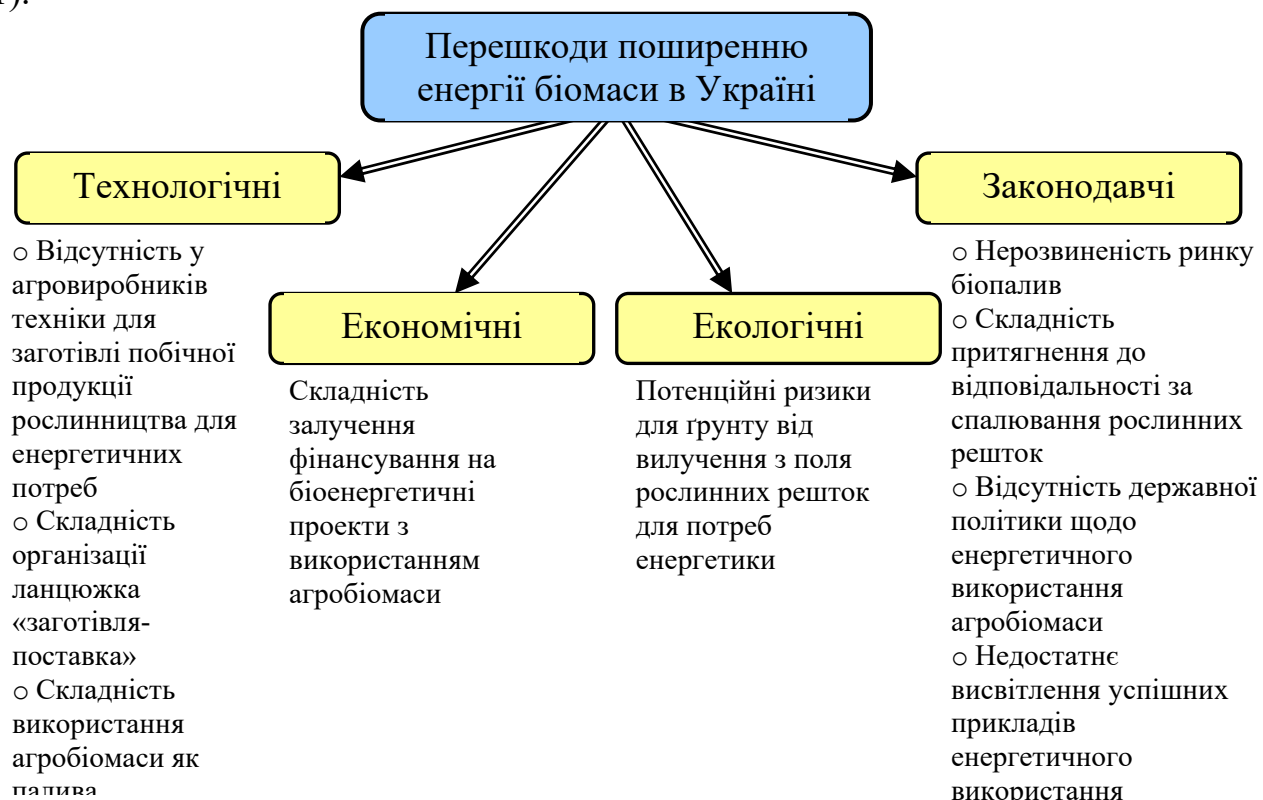 Перешкоди поширенню
енергії біомаси в Україні
Технологічні
o Відсутність у
агровиробників
техніки для
заготівлі побічної
продукції
рослинництва для
енергетичних
потреб
o Складність
організації
ланцюжка
«заготівля-
поставка»
o Складність
використання
агробіомаси як
палива
Економічні
Складність
залучення
фінансування на
біоенергетичні
проекти з
використанням
агробіомаси
Екологічні
Потенційні ризики
для ґрунту від
вилучення з поля
рослинних решток
для потреб
енергетики
Законодавчі
o Нерозвиненість ринку
біопалив
o Складність
притягнення до
відповідальності за
спалювання рослинних
решток
o Відсутність державної
політики щодо
енергетичного
використання
агробіомаси
o Недостатнє
висвітлення успішних
прикладів
енергетичного
використання